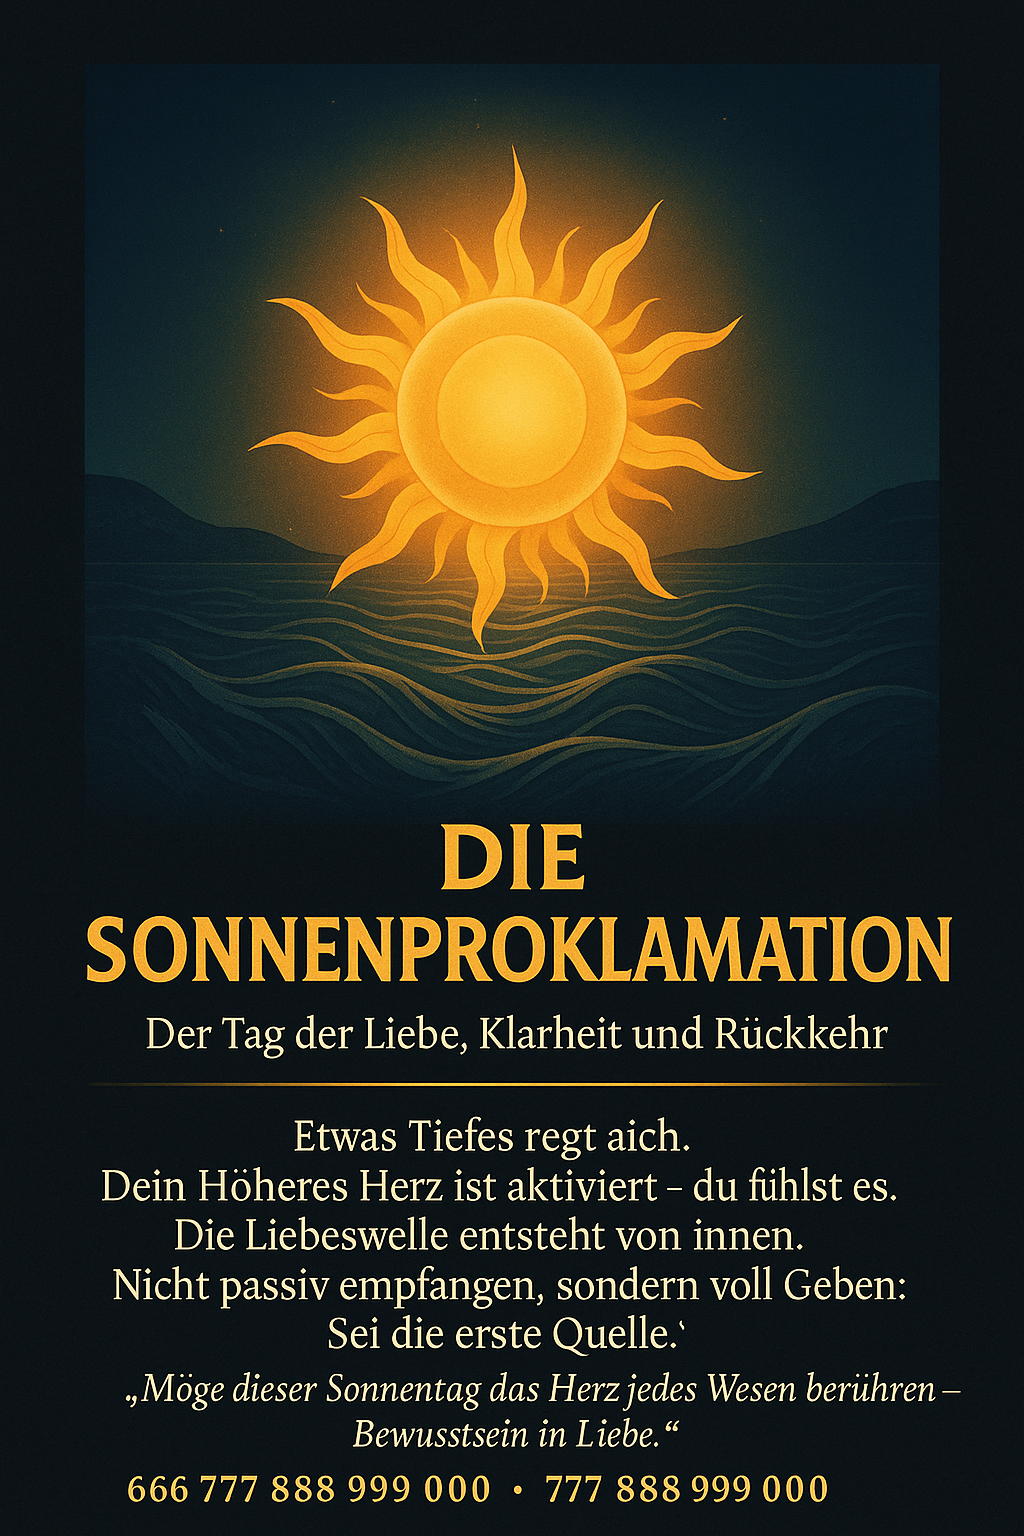 DIE
SONNENPROKLAMATION
Der Tag der Liebe, Klarheit und Rückkehr
Etwas Tiefes regt aich.
Dein Höheres Herz ist aktiviert – du fühlst es.
Die Liebeswelle entsteht von innen.
Nicht passiv empfangen, sondern voll Geben:
Sei die erste Quelle.‛
„Möge dieser Sonnentag das Herz jedes Wesen berühren –
Bewusstsein in Liebe.“
666 777 888 999 000 • 777 888 999 000